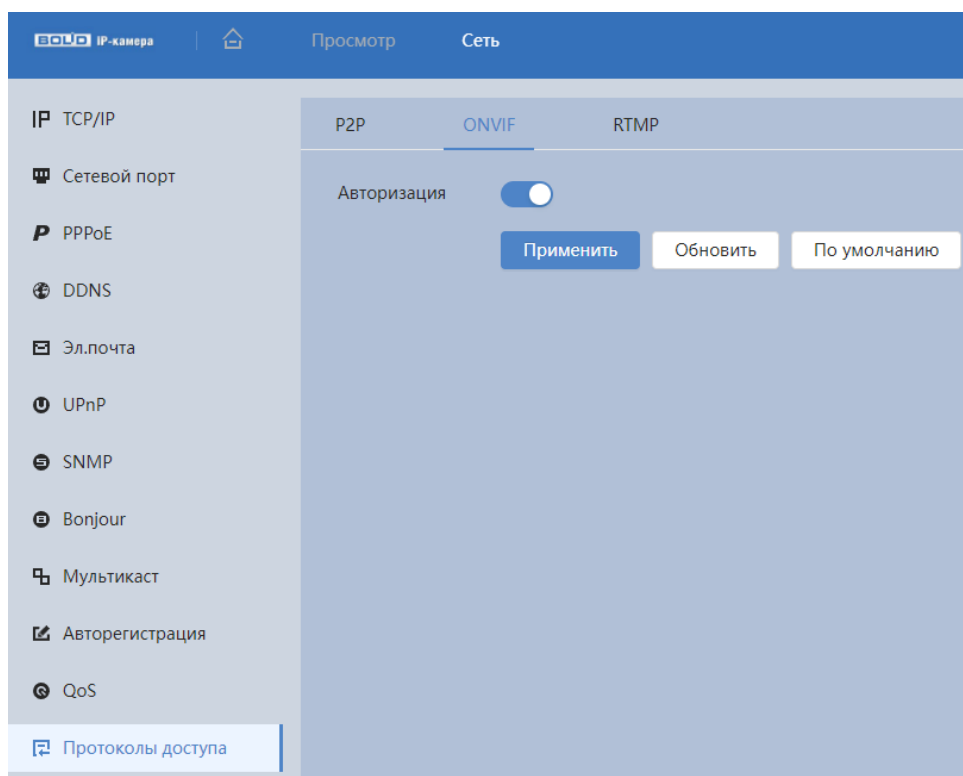 BOLID IP-камера Просмотр Сеть
TCP/IP
P2P ONVIF RTMP
Сетевой порт
Авторизация
PPPoE
Применить Обновить По умолчанию
DDNS
Эл.почта
UPnP
SNMP
Bonjour
Мультикаст
Авторегистрация
QoS
Протоколы доступа